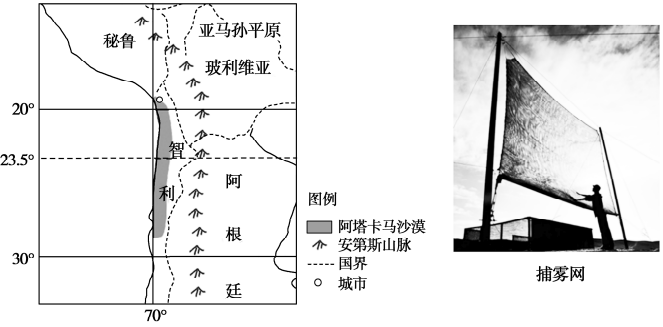 秘鲁
亚马孙平原
玻利维亚
20°
智
23.5°
利
阿
根
廷
30°
70°
图例
阿塔卡马沙漠
安第斯山脉
国界
城市
捕雾网